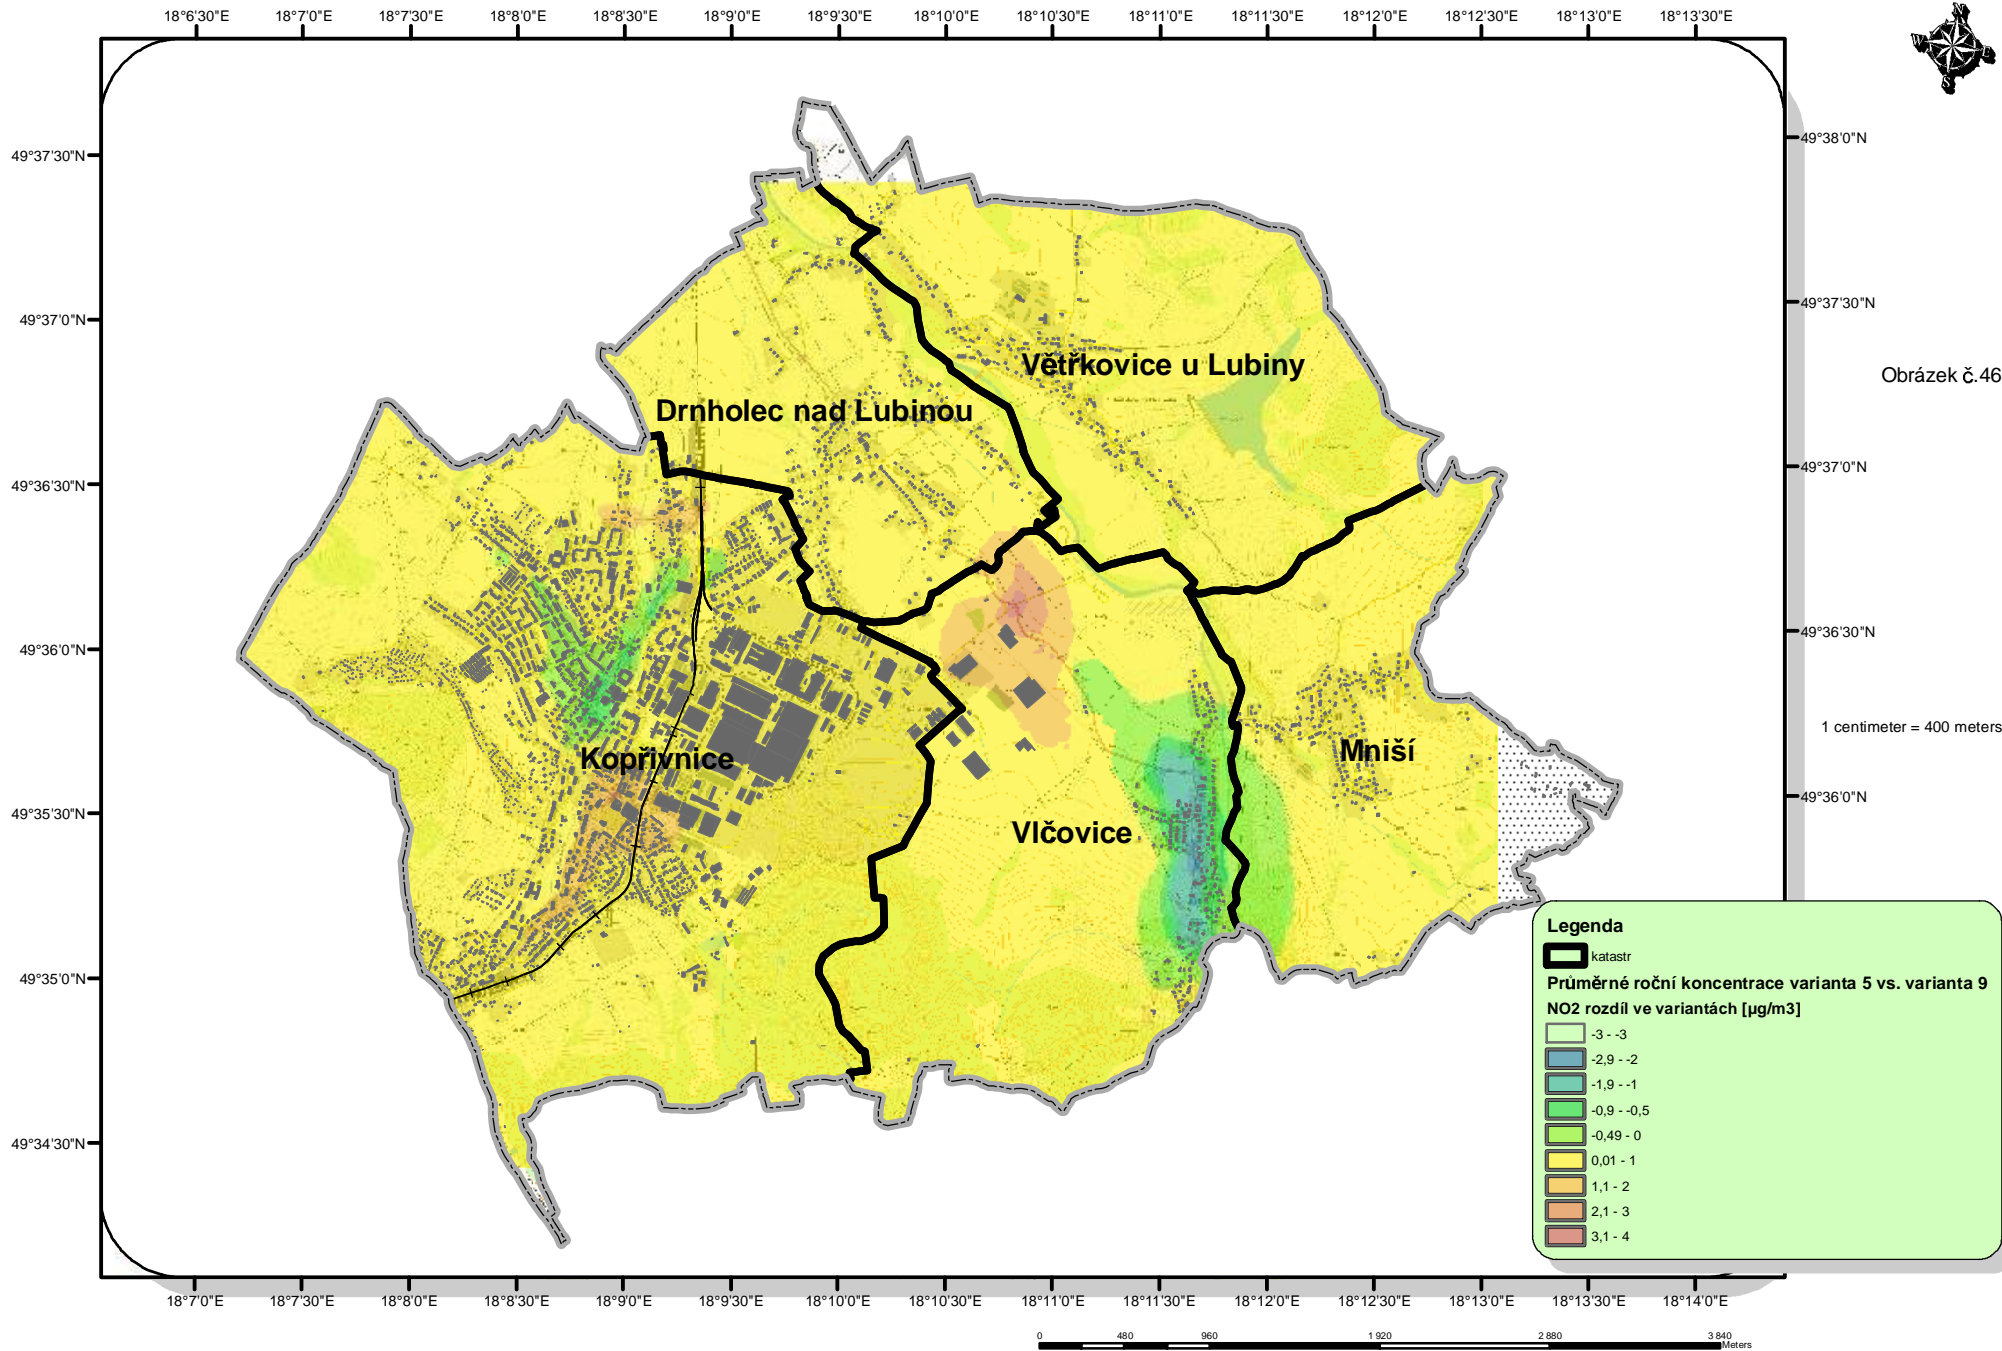 18°6'30"E 18°7'0"E 18°7'30"E 18°8'0"E 18°8'30"E 18°9'0"E 18°9'30"E 18°10'0"E 18°10'30"E 18°11'0"E 18°11'30"E 18°12'0"E 18°12'30"E 18°13'0"E 18°13'30"E
N
W E
S
49°37'30"N
49°37'0"N
49°36'30"N
49°36'0"N
49°35'30"N
49°35'0"N
49°34'30"N
49°38'0"N
49°37'30"N
49°37'0"N
49°36'30"N
49°36'0"N
Obrázek č.46
1 centimeter = 400 meters
Větřkovice u Lubiny
Drnholec nad Lubinou
Kopřivnice
Mniší
Vlčovice
Legenda
katastr
Průměrné roční koncentrace varianta 5 vs. varianta 9
NO2 rozdíl ve variantách [µg/m3]
-3 - -3
-2,9 - -2
-1,9 - -1
-0,9 - -0,5
-0,49 - 0
0,01 - 1
1,1 - 2
2,1 - 3
3,1 - 4
18°7'0"E 18°7'30"E 18°8'0"E 18°8'30"E 18°9'0"E 18°9'30"E 18°10'0"E 18°10'30"E 18°11'0"E 18°11'30"E 18°12'0"E 18°12'30"E 18°13'0"E 18°13'30"E 18°14'0"E
0 480 960 1 920 2 880 3 840
Meters